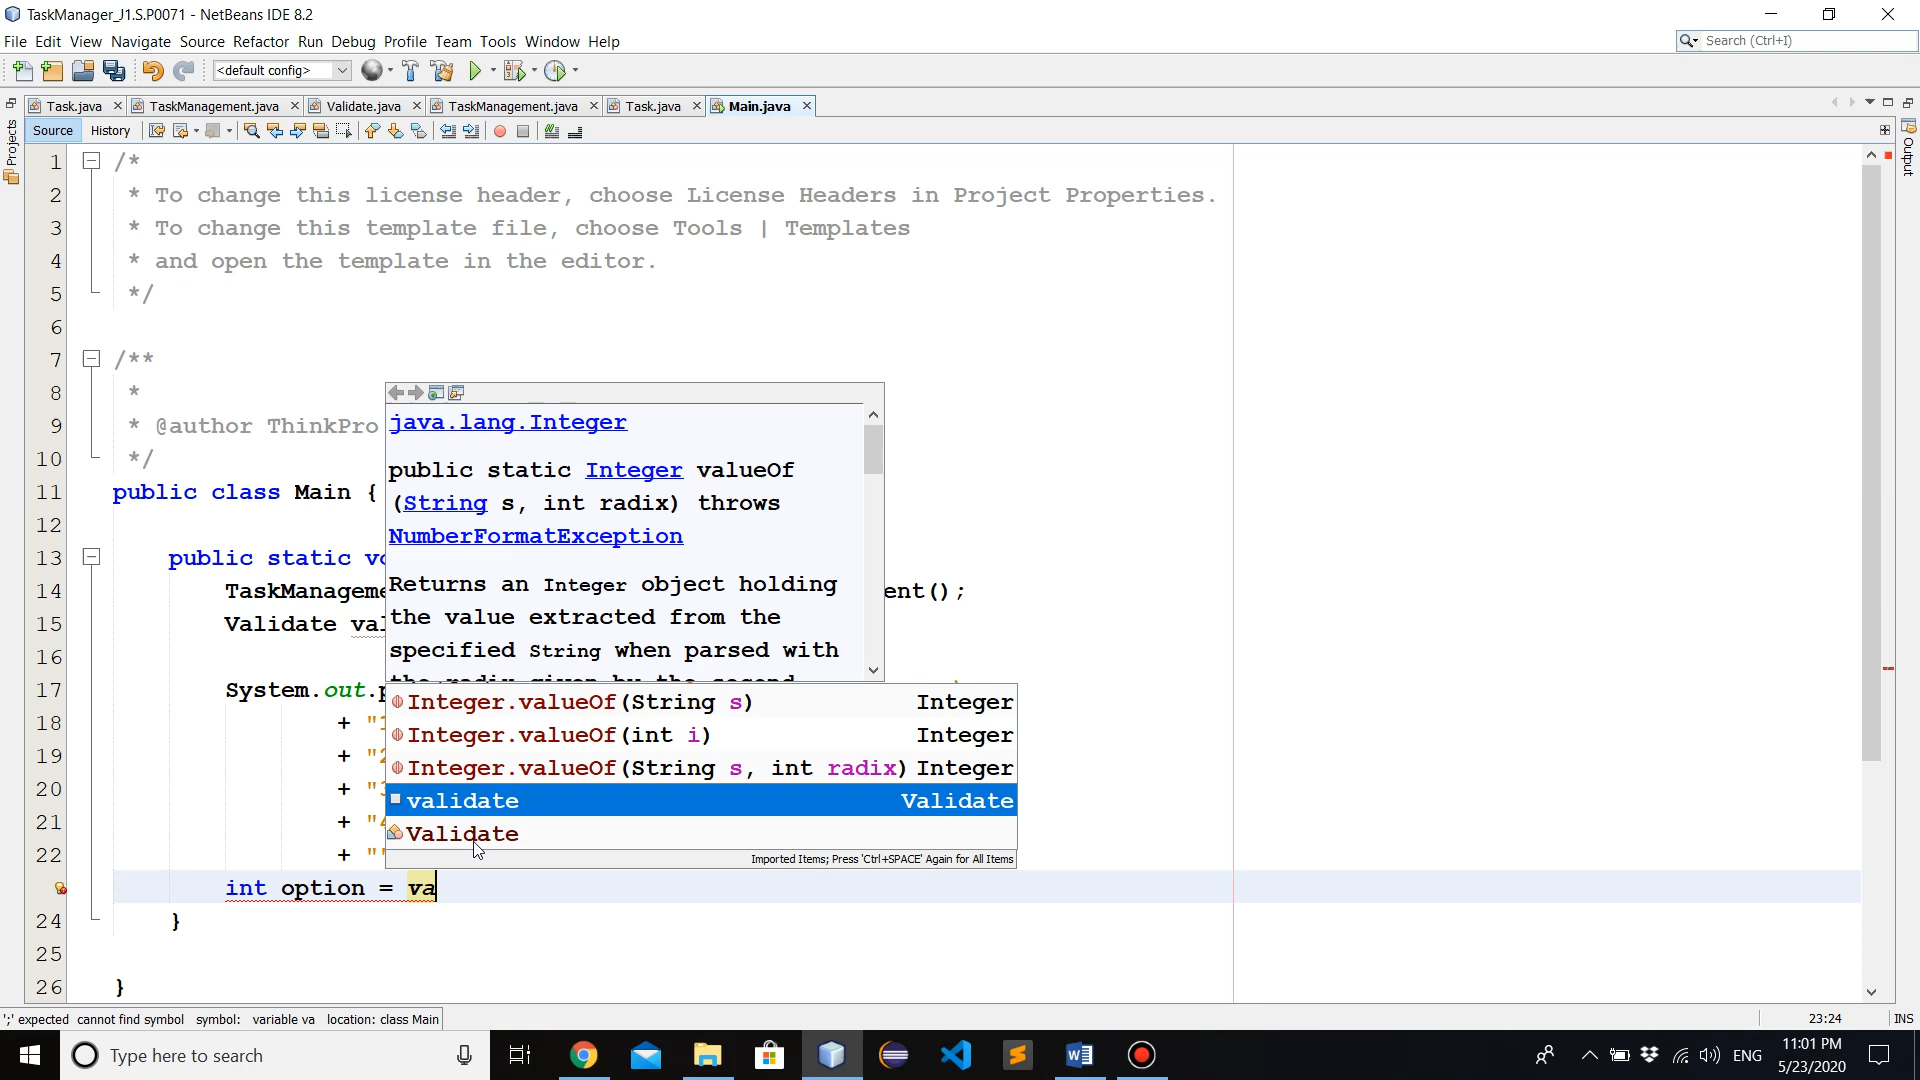 TaskManager_J1.S.P0071 - NetBeans IDE 8.2
File Edit View Navigate Source Refactor Run Debug Profile Team Tools Window Help
Search (Ctrl+I)
<default config>
Task.java
TaskManagement.java
Validate.java
TaskManagement.java
Task.java
Main.java
Source History
Projects
Output
1 /*
2 * To change this license header, choose License Headers in Project Properties.
3 * To change this template file, choose Tools | Templates
4 * and open the template in the editor.
5 */
6
7 /**
8 *
9 * @author ThinkPro
10 */
11 public class Main {
12
13 public static vo
14 TaskManageme ent();
15 Validate val
16
17 System.out.p
18 + "1
19 + "2
20 + "3
21 + "4
22 + "
int option = va
24 }
25
26 }
java.lang.Integer
public static Integer valueOf
(String s, int radix) throws
NumberFormatException
Returns an Integer object holding
the value extracted from the
specified String when parsed with
the radix given by the second
Integer.valueOf(String s) Integer
Integer.valueOf(int i) Integer
Integer.valueOf(String s, int radix) Integer
validate Validate
Validate
Imported Items; Press 'Ctrl+SPACE' Again for All Items
';' expected cannot find symbol symbol: variable va location: class Main
23:24 INS
Type here to search
ENG
11:01 PM
5/23/2020